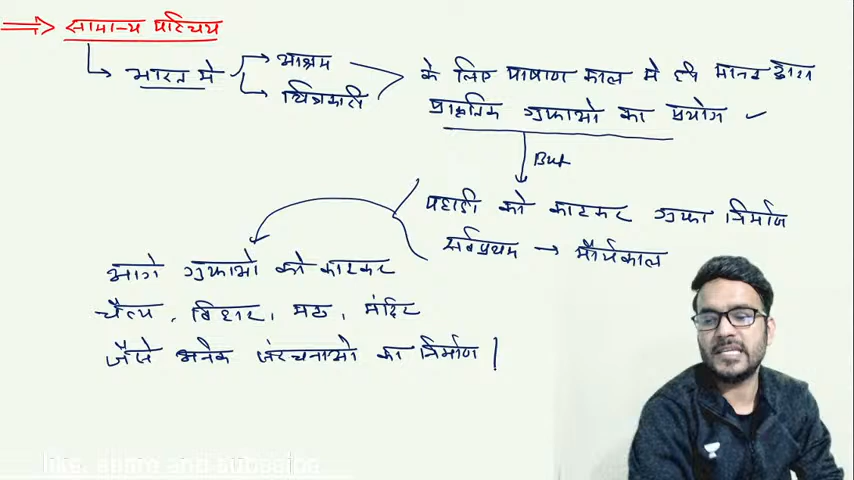 सामान्य परिचय
भारत मे
आश्रम
चित्रकारी
के लिए पाषाण काल मे ही मानव द्वारा
प्राकृतिक गुफाओ का प्रयोग
But
पहाडी को काटकर गुफा निर्माण
सर्वप्रथम → मौर्यकाल
आगे गुफाओ को काटकर
चैत्य, विहार, मठ, मंदिर
जैसे अनेक संरचनाओ का निर्माण |
like, share and subscribe